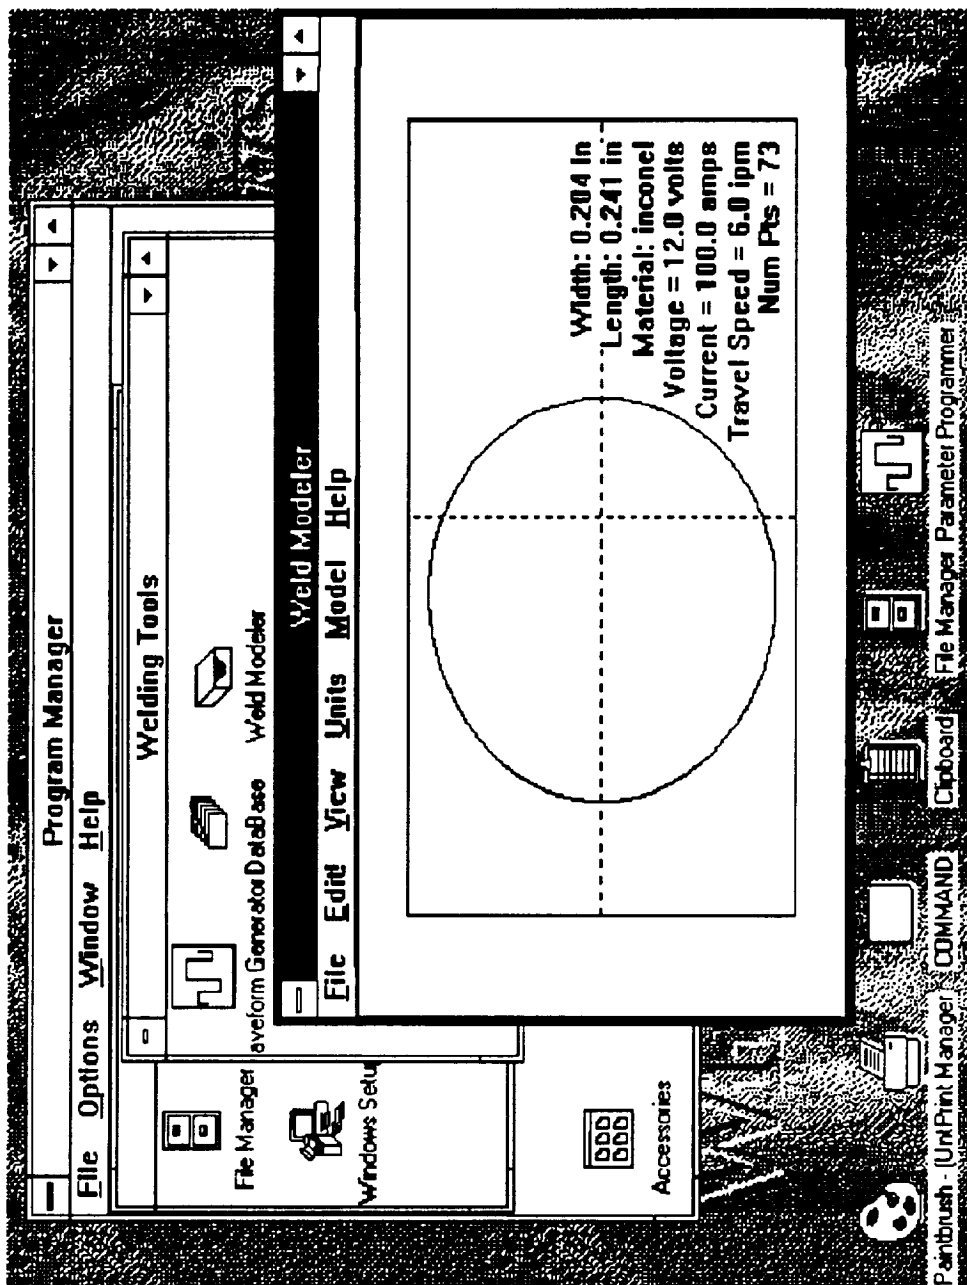 Program Manager
File Options Window Help
Welding Tools
aveform Generator DataBase Weld Modeler
File Manager
Windows Setu
Accessories
Weld Modeler
File Edit! View Units Model Help
Width: 0.204 In
Length: 0.241 in
Material: inconel
Voltage = 12.0 volts
Current = 100.0 amps
Travel Speed = 6.0 ipm
Num Pts = 73
Paintbrush - (Unt Print Manager COMMAND Clipboard File Manager Parameter Programmer